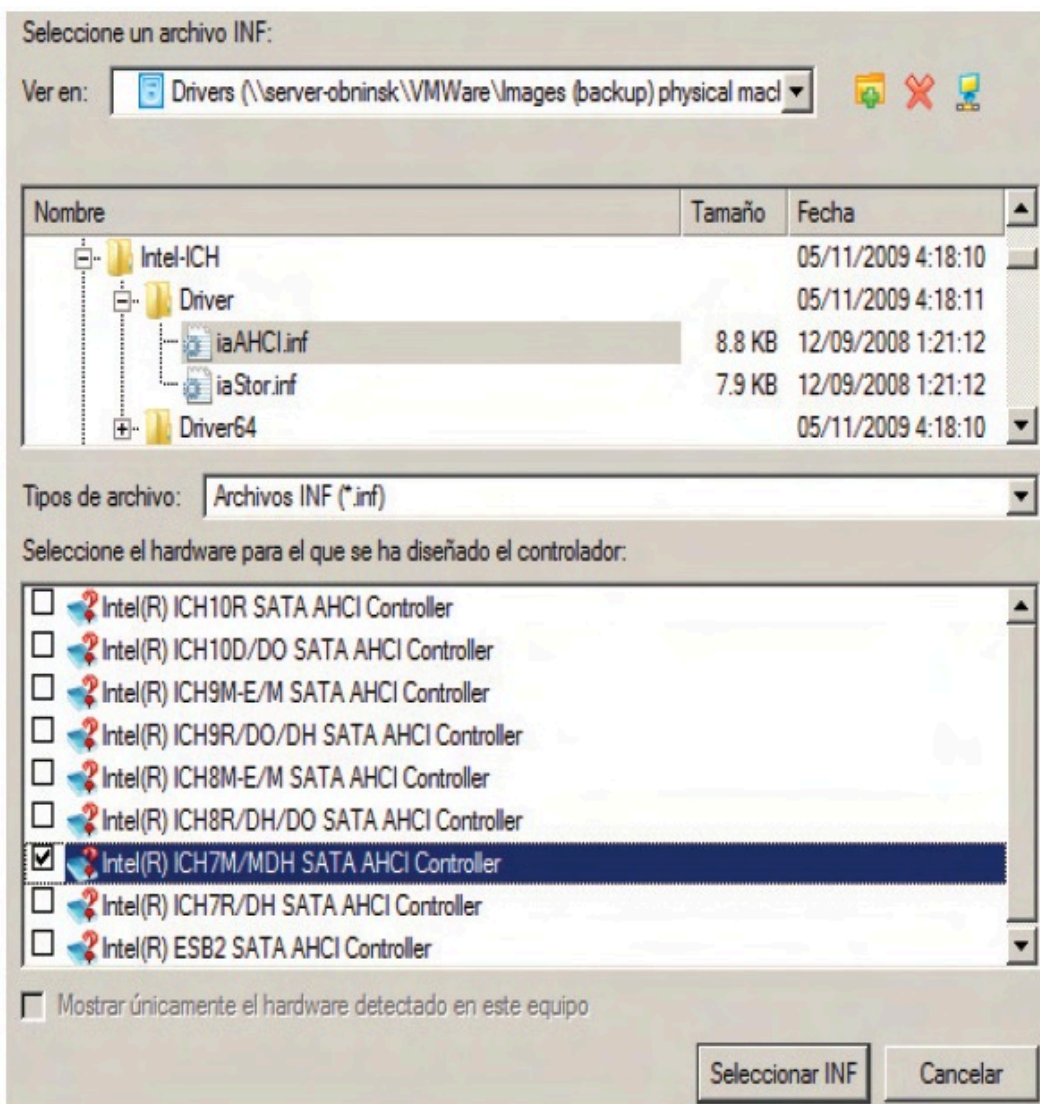 Seleccione un archivo INF:
Ver en: Drivers (\\server-obninsk\VMWare\Images (backup) physical macl
Nombre Tamaño Fecha
Intel-ICH 05/11/2009 4:18:10
Driver 05/11/2009 4:18:11
iaAHCI.inf 8.8 KB 12/09/2008 1:21:12
iaStor.inf 7.9 KB 12/09/2008 1:21:12
Driver64 05/11/2009 4:18:10
Tipos de archivo: Archivos INF (*.inf)
Seleccione el hardware para el que se ha diseñado el controlador:
Intel(R) ICH10R SATA AHCI Controller
Intel(R) ICH10D/DO SATA AHCI Controller
Intel(R) ICH9M-E/M SATA AHCI Controller
Intel(R) ICH9R/DO/DH SATA AHCI Controller
Intel(R) ICH8M-E/M SATA AHCI Controller
Intel(R) ICH8R/DH/DO SATA AHCI Controller
Intel(R) ICH7M/MDH SATA AHCI Controller
Intel(R) ICH7R/DH SATA AHCI Controller
Intel(R) ESB2 SATA AHCI Controller
Mostrar únicamente el hardware detectado en este equipo
Seleccionar INF Cancelar